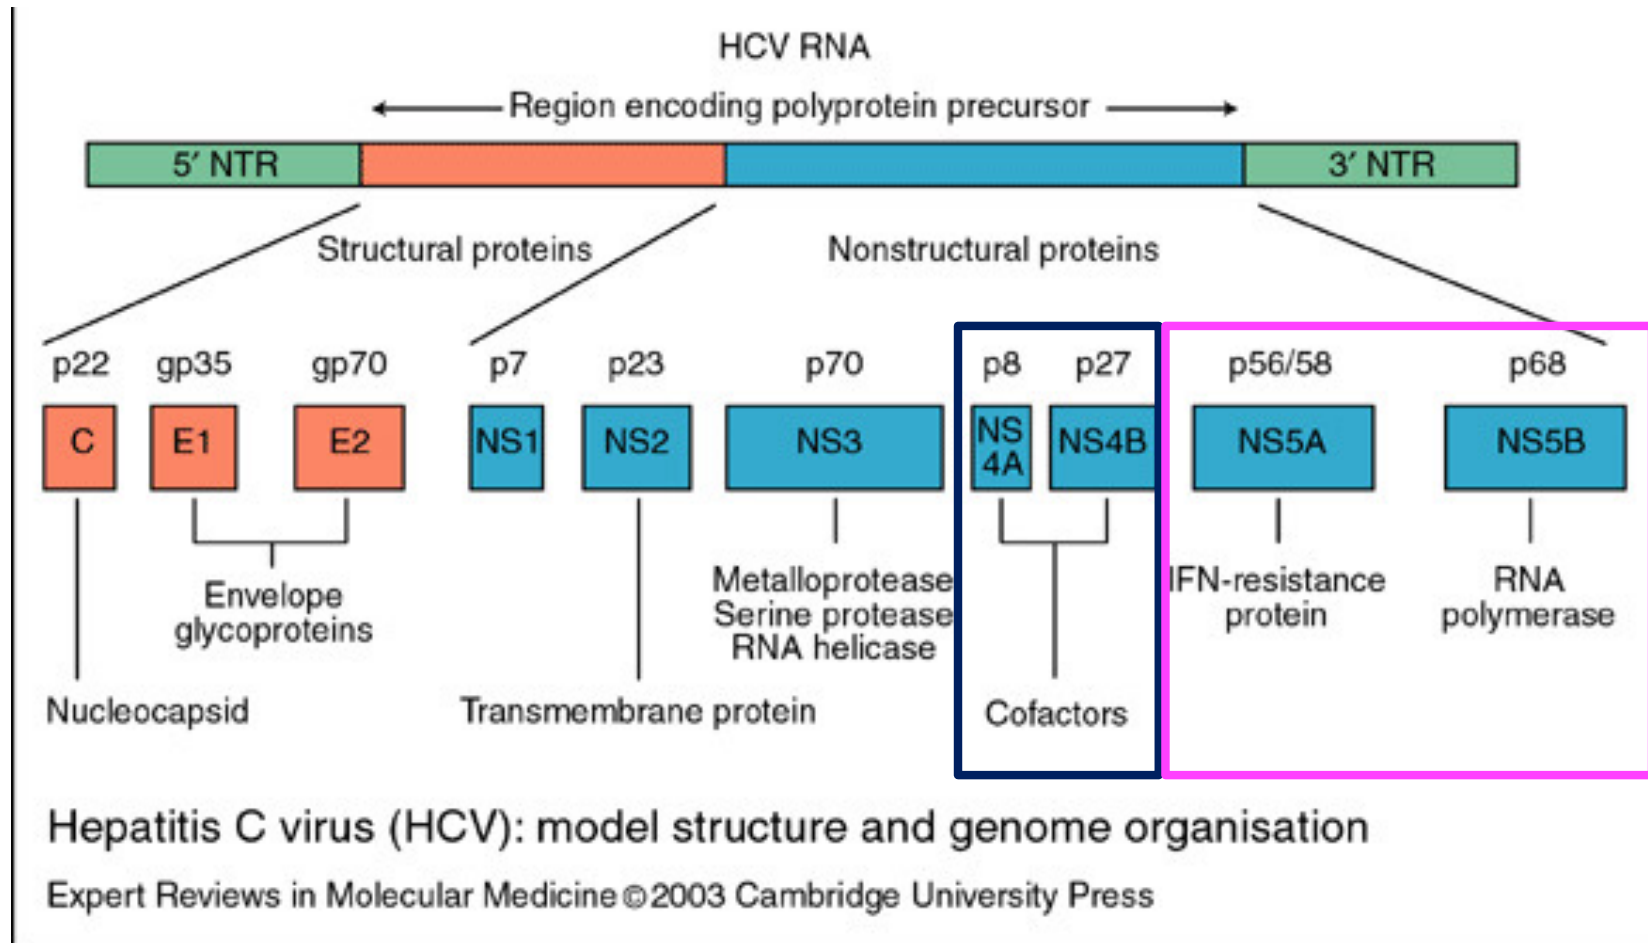 HCV RNA
Region encoding polyprotein precursor
5′ NTR 3′ NTR
Structural proteins Nonstructural proteins
p22 gp35 gp70 p7 p23 p70 p8 p27 p56/58 p68
C E1 E2 NS1 NS2 NS3 NS 4A NS4B NS5A NS5B
Envelope
glycoproteins
Metalloprotease
Serine protease
RNA helicase
IFN-resistance
protein
RNA
polymerase
Nucleocapsid Transmembrane protein Cofactors
Hepatitis C virus (HCV): model structure and genome organisation
Expert Reviews in Molecular Medicine © 2003 Cambridge University Press